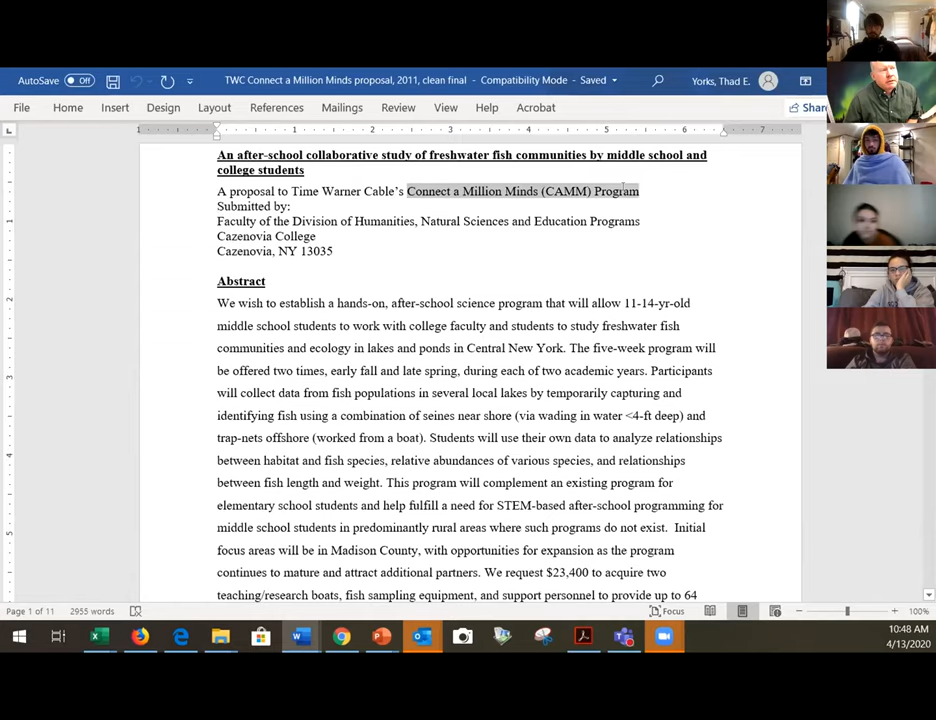 AutoSave Off
TWC Connect a Million Minds proposal, 2011, clean final - Compatibility Mode - Saved
Yorks, Thad E.
File Home Insert Design Layout References Mailings Review View Help Acrobat Share
1 1 2 3 4 5 6 7
An after-school collaborative study of freshwater fish communities by middle school and
college students
A proposal to Time Warner Cable's Connect a Million Minds (CAMM) Program
Submitted by:
Faculty of the Division of Humanities, Natural Sciences and Education Programs
Cazenovia College
Cazenovia, NY 13035
Abstract
We wish to establish a hands-on, after-school science program that will allow 11-14-yr-old
middle school students to work with college faculty and students to study freshwater fish
communities and ecology in lakes and ponds in Central New York. The five-week program will
be offered two times, early fall and late spring, during each of two academic years. Participants
will collect data from fish populations in several local lakes by temporarily capturing and
identifying fish using a combination of seines near shore (via wading in water <4-ft deep) and
trap-nets offshore (worked from a boat). Students will use their own data to analyze relationships
between habitat and fish species, relative abundances of various species, and relationships
between fish length and weight. This program will complement an existing program for
elementary school students and help fulfill a need for STEM-based after-school programming for
middle school students in predominantly rural areas where such programs do not exist. Initial
focus areas will be in Madison County, with opportunities for expansion as the program
continues to mature and attract additional partners. We request $23,400 to acquire two
teaching/research boats, fish sampling equipment, and support personnel to provide up to 64
Page 1 of 11 2955 words Focus 100%
10:48 AM
4/13/2020